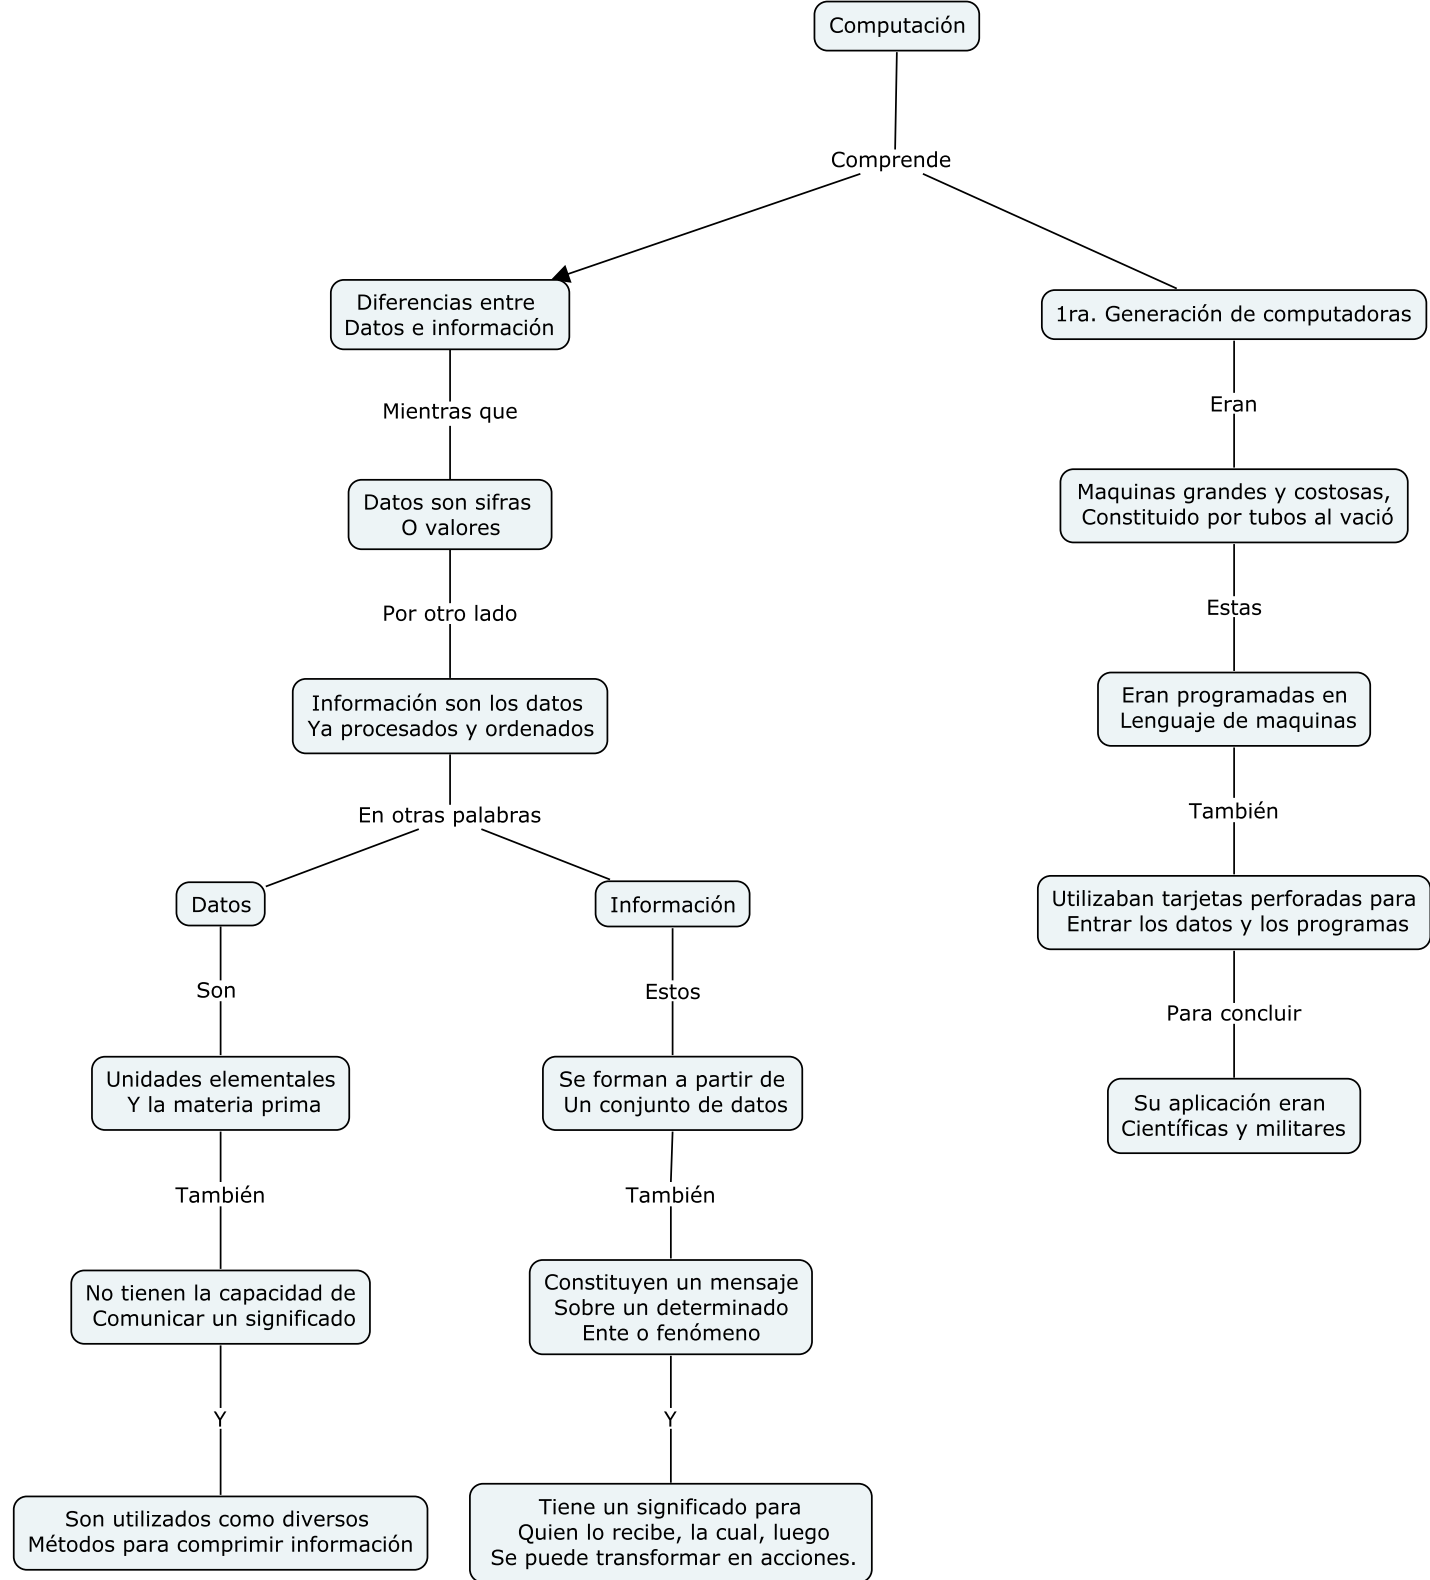 Computación
Comprende
Diferencias entre
Datos e información
Mientras que
Datos son sifras
O valores
Por otro lado
Información son los datos
Ya procesados y ordenados
En otras palabras
Datos
Son
Unidades elementales
Y la materia prima
También
No tienen la capacidad de
Comunicar un significado
Y
Son utilizados como diversos
Métodos para comprimir información
Información
Estos
Se forman a partir de
Un conjunto de datos
También
Constituyen un mensaje
Sobre un determinado
Ente o fenómeno
Y
Tiene un significado para
Quien lo recibe, la cual, luego
Se puede transformar en acciones.
1ra. Generación de computadoras
Eran
Maquinas grandes y costosas,
Constituido por tubos al vació
Estas
Eran programadas en
Lenguaje de maquinas
También
Utilizaban tarjetas perforadas para
Entrar los datos y los programas
Para concluir
Su aplicación eran
Científicas y militares